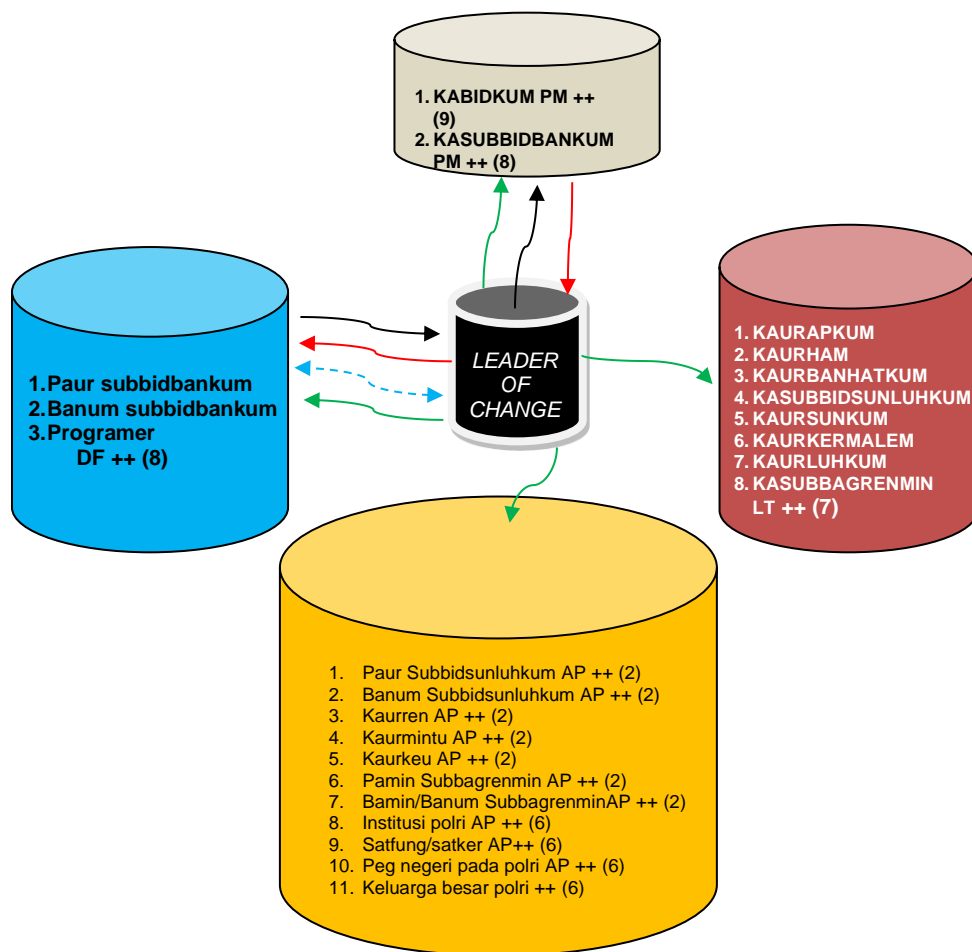 1. KABIDKUM PM ++
(9)
2. KASUBBIDBANKUM
PM ++ (8)
1.Paur subbidbankum
2.Banum subbidbankum
3.Programer
DF ++ (8)
LEADER
OF
CHANGE
1. KAURAPKUM
2. KAURHAM
3. KAURBANHATKUM
4. KASUBBIDSUNLUHKUM
5. KAURSUNKUM
6. KAURKERMALEM
7. KAURLUHKUM
8. KASUBBAGRENMIN
LT ++ (7)
1. Paur Subbidsunluhkum AP ++ (2)
2. Banum Subbidsunluhkum AP ++ (2)
3. Kaurren AP ++ (2)
4. Kaurmintu AP ++ (2)
5. Kaurkeu AP ++ (2)
6. Pamin Subbagrenmin AP ++ (2)
7. Bamin/Banum SubbagrenminAP ++ (2)
8. Institusi polri AP ++ (6)
9. Satfung/satker AP++ (6)
10. Peg negeri pada polri AP ++ (6)
11. Keluarga besar polri ++ (6)